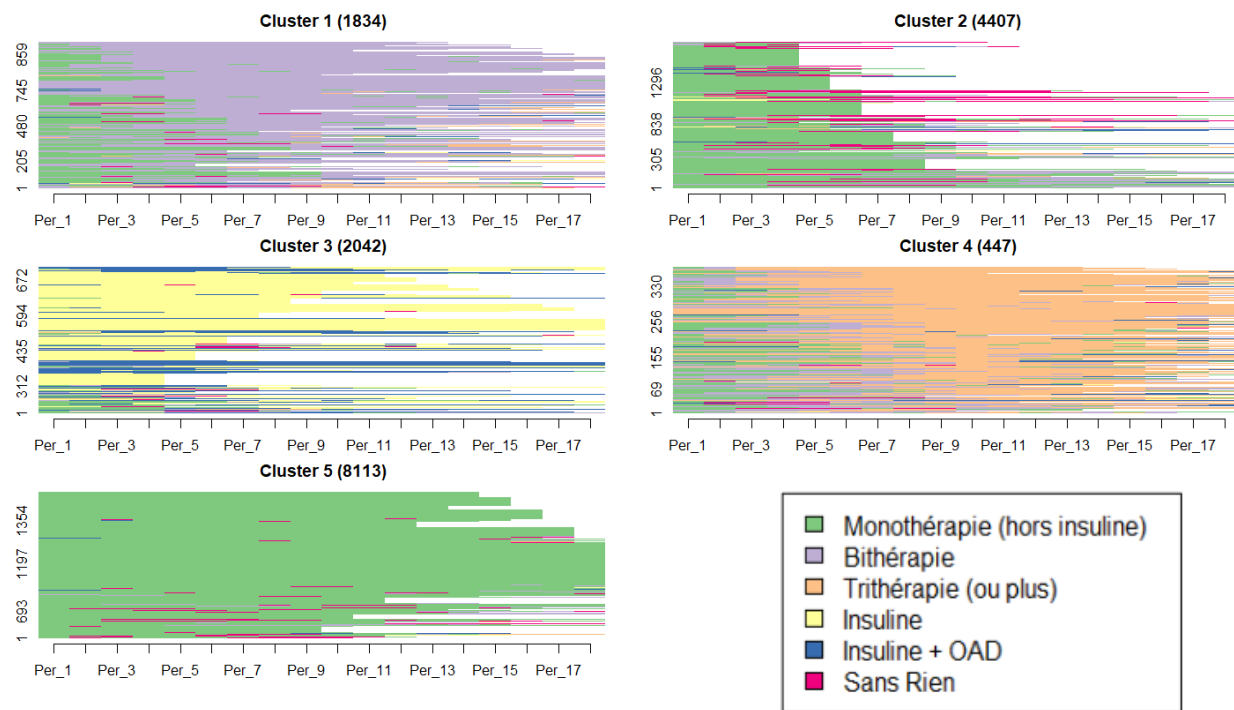 Cluster 1 (1834)
859
745
480
205
1
Per_1 Per_3 Per_5 Per_7 Per_9 Per_11 Per_13 Per_15 Per_17
Cluster 2 (4407)
1296
838
305
1
Per_1 Per_3 Per_5 Per_7 Per_9 Per_11 Per_13 Per_15 Per_17
Cluster 3 (2042)
672
594
435
312
1
Per_1 Per_3 Per_5 Per_7 Per_9 Per_11 Per_13 Per_15 Per_17
Cluster 4 (447)
330
256
155
69
1
Per_1 Per_3 Per_5 Per_7 Per_9 Per_11 Per_13 Per_15 Per_17
Cluster 5 (8113)
1354
1197
693
1
Per_1 Per_3 Per_5 Per_7 Per_9 Per_11 Per_13 Per_15 Per_17
Monothérapie (hors insuline)
Bithérapie
Trithérapie (ou plus)
Insuline
Insuline + OAD
Sans Rien